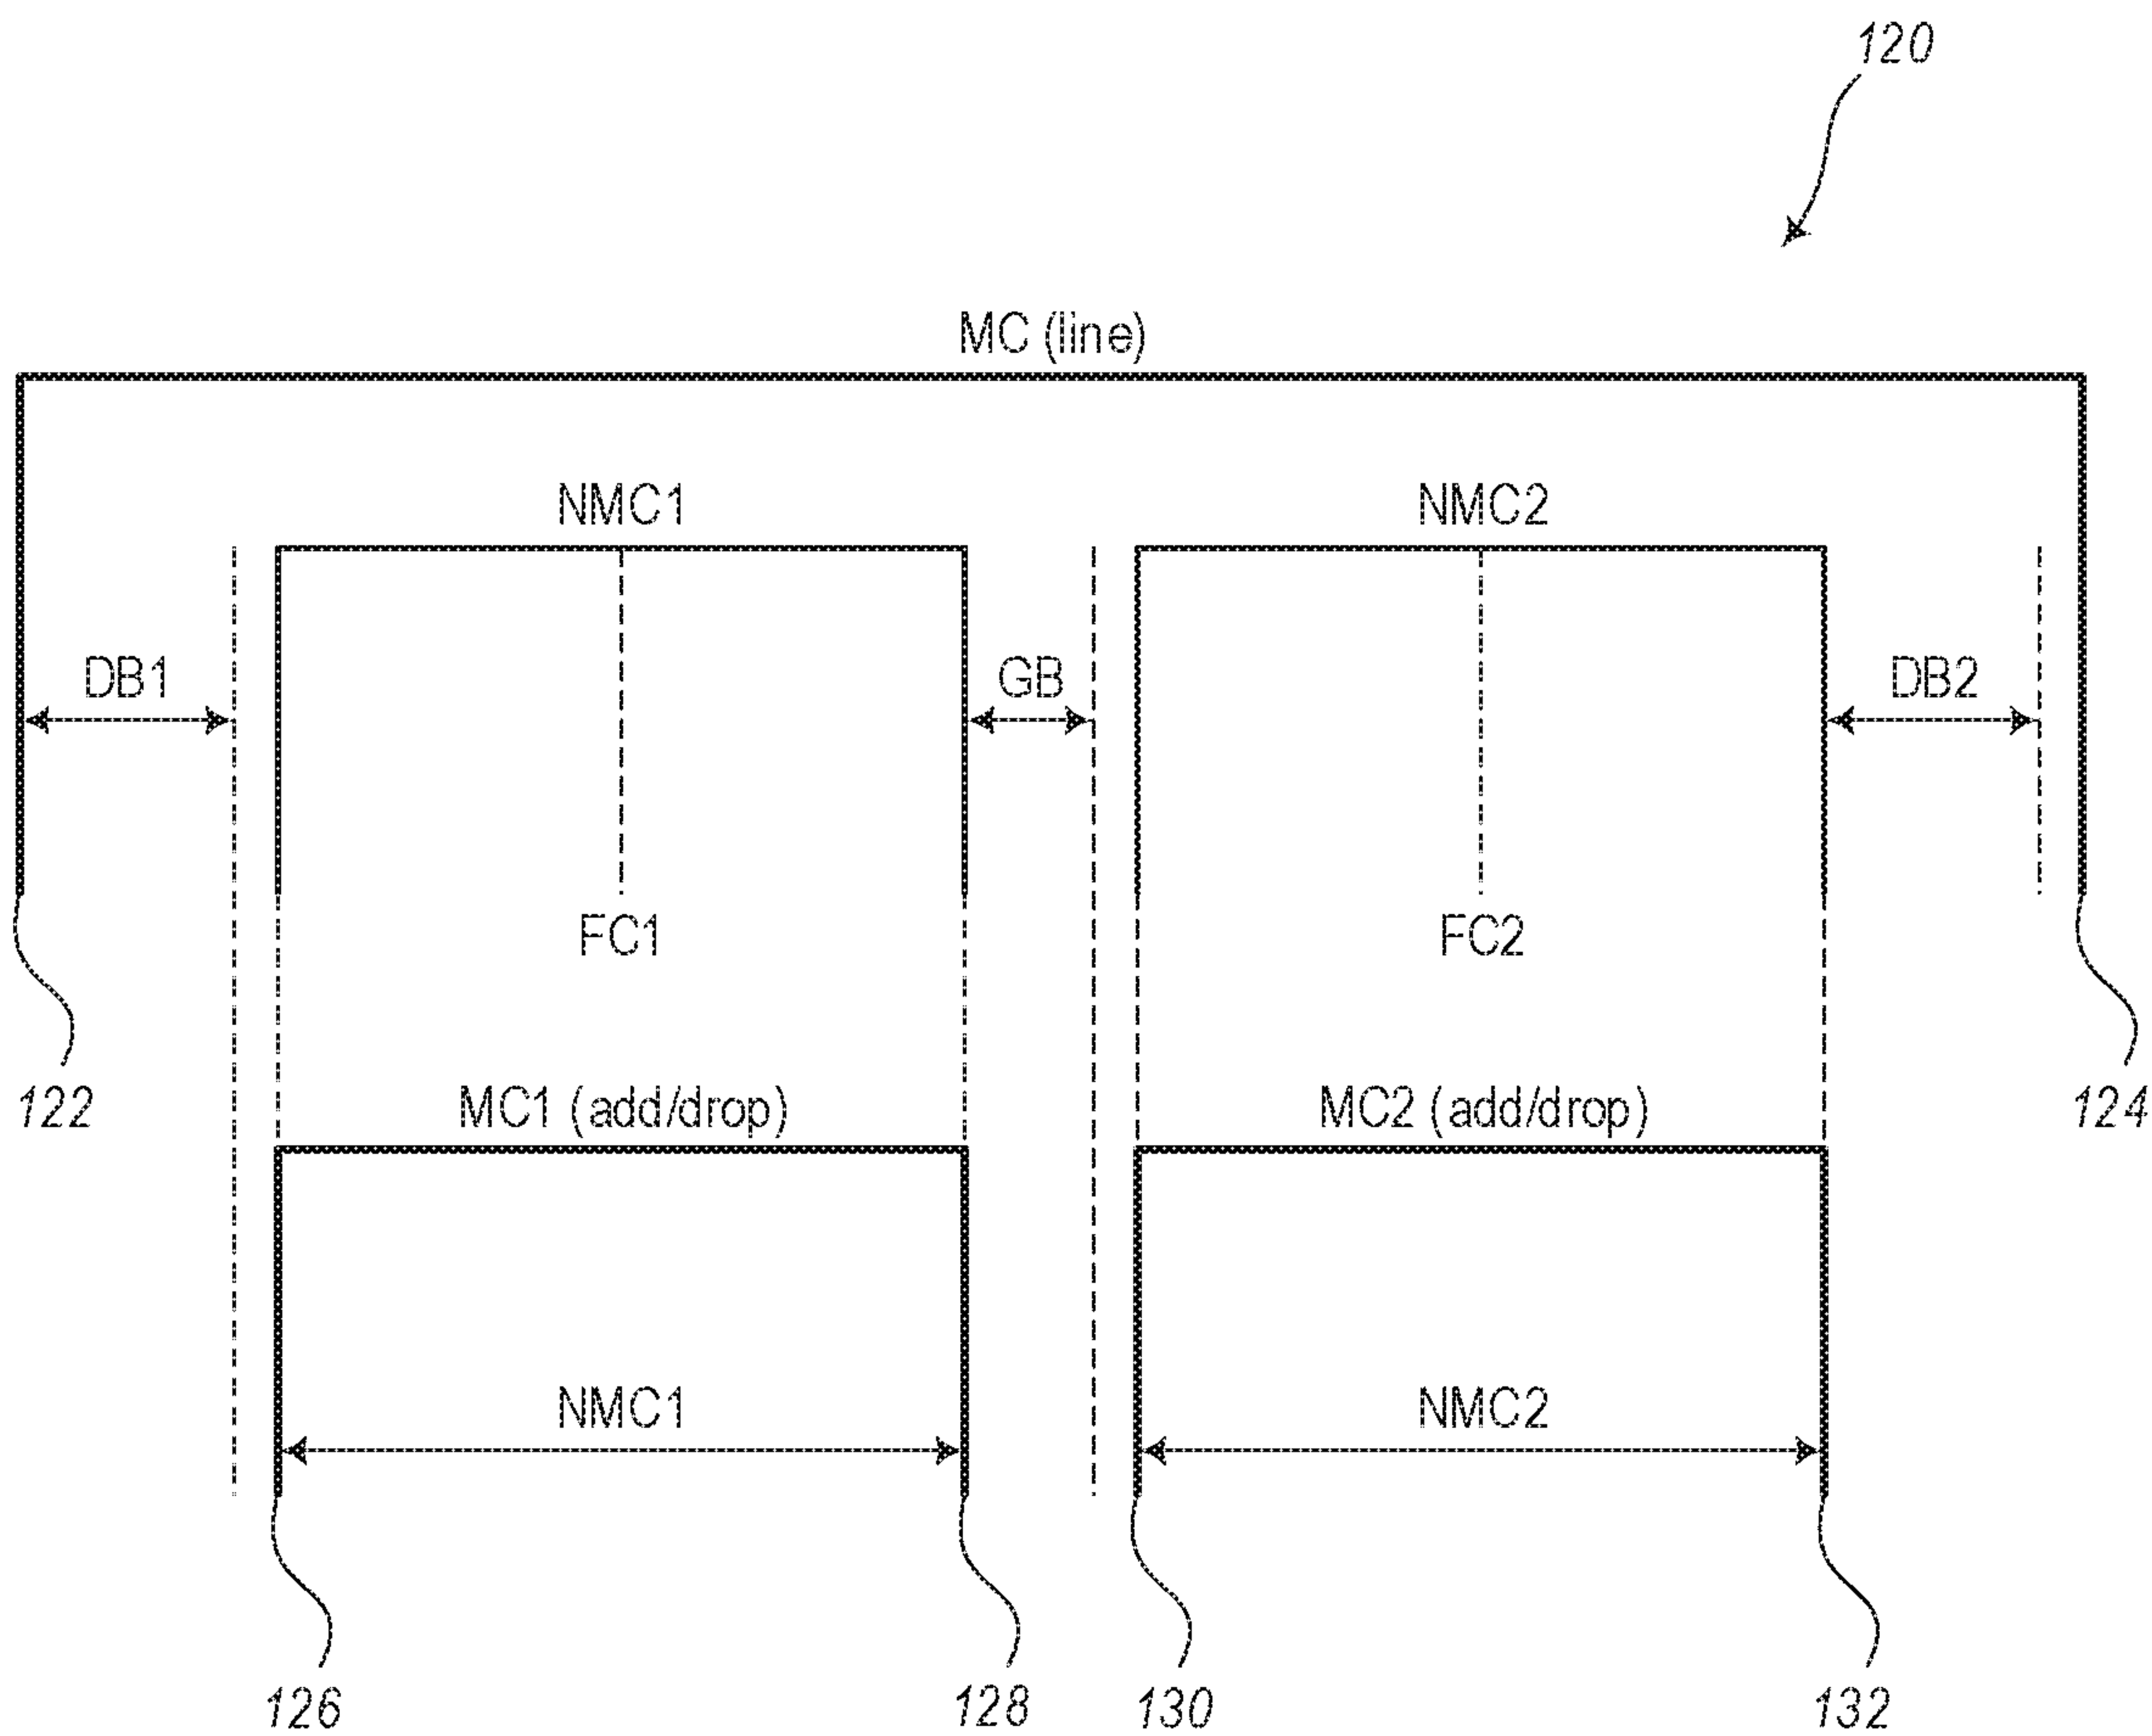 120
MC (line)
NMC1 NMC2
DB1 GB DB2
FC1 FC2
122 MC1 (add/drop) MC2 (add/drop) 124
NMC1 NMC2
126 128 130 132